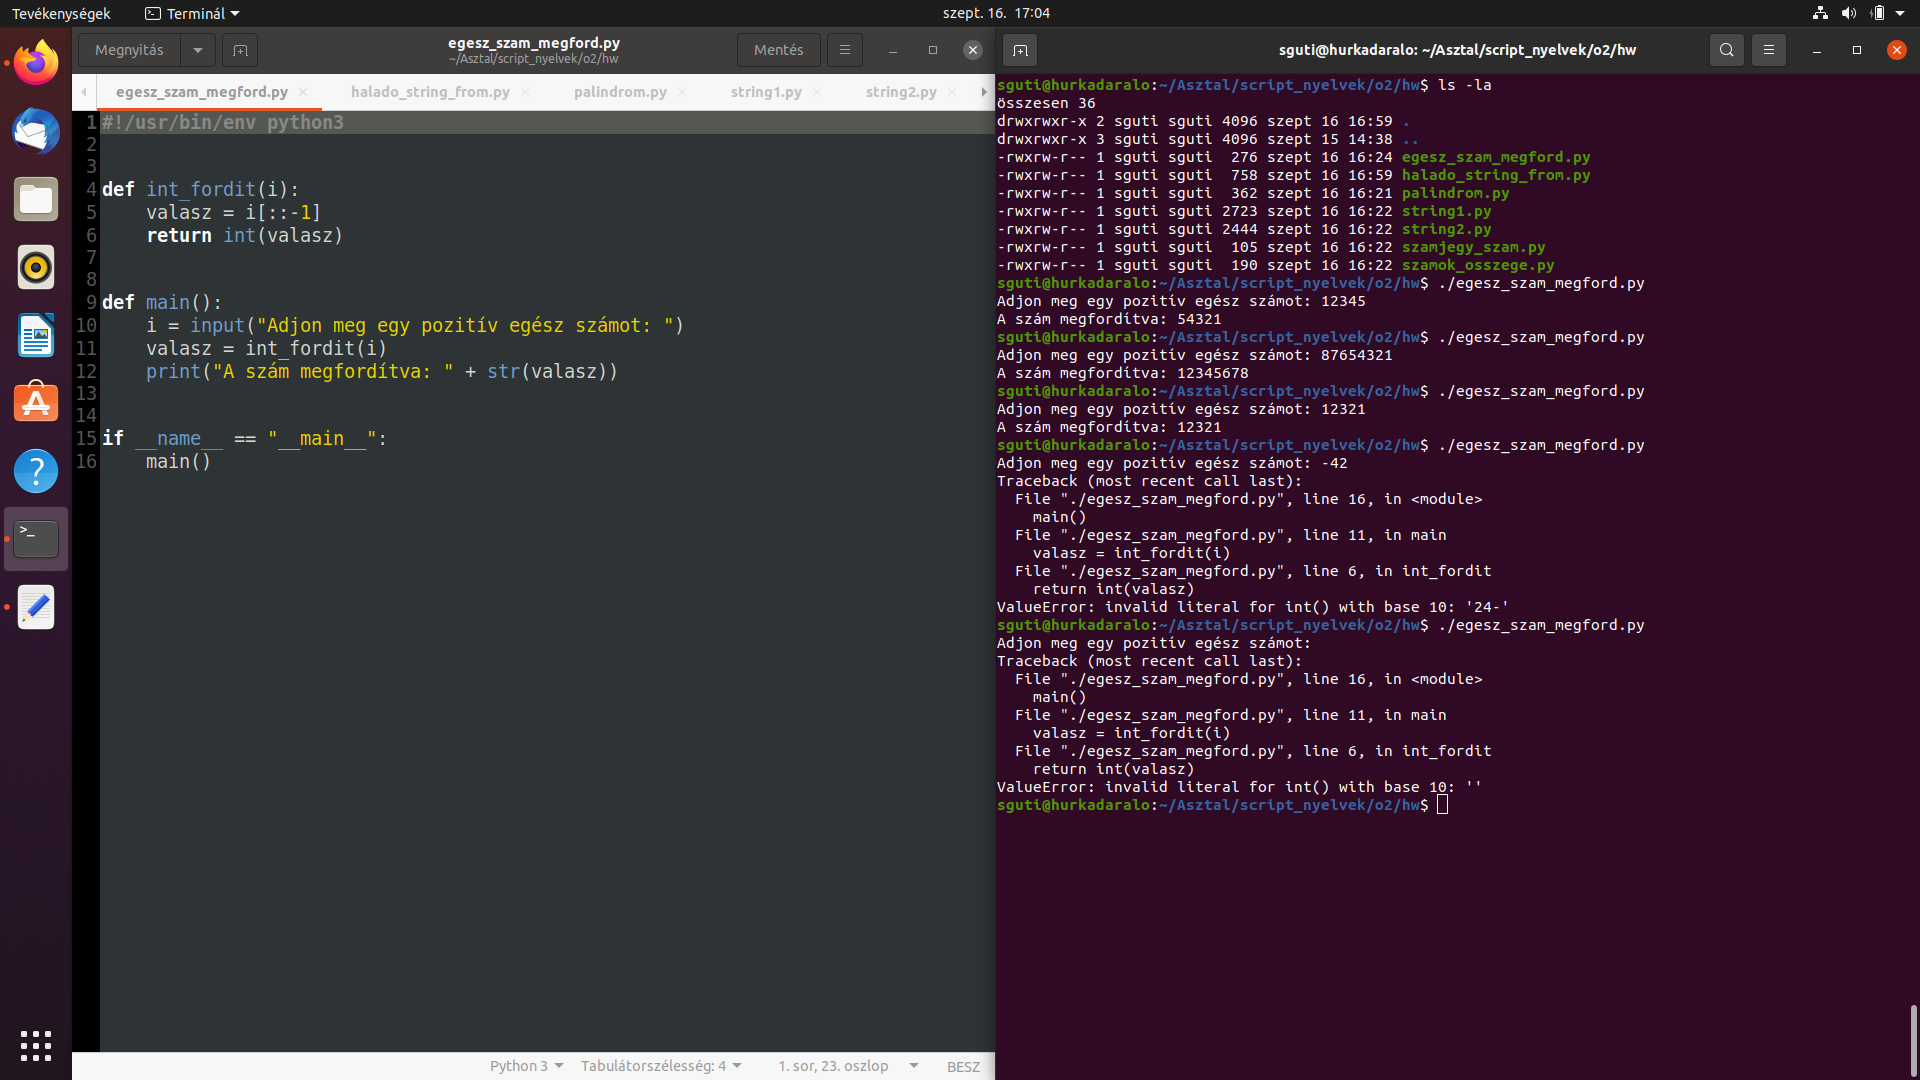 Tevékenységek
Terminál
szept. 16. 17:04
Megnyitás
egesz_szam_megford.py
~/Asztal/script_nyelvek/o2/hw
Mentés
egesz_szam_megford.py
halado_string_from.py
palindrom.py
string1.py
string2.py
1 #!/usr/bin/env python3
2
3
4 def int_fordit(i):
5     valasz = i[::-1]
6     return int(valasz)
7
8
9 def main():
10     i = input("Adjon meg egy pozitív egész számot: ")
11     valasz = int_fordit(i)
12     print("A szám megfordítva: " + str(valasz))
13
14
15 if __name__ == "__main__":
16     main()
Python 3
Tabulátorszélesség: 4
1. sor, 23. oszlop
BESZ
sguti@hurkadaralo: ~/Asztal/script_nyelvek/o2/hw
sguti@hurkadaralo:~/Asztal/script_nyelvek/o2/hw$ ls -la
összesen 36
drwxrwxr-x 2 sguti sguti 4096 szept 16 16:59 .
drwxrwxr-x 3 sguti sguti 4096 szept 15 14:38 ..
-rwxrw-r-- 1 sguti sguti  276 szept 16 16:24 egesz_szam_megford.py
-rwxrw-r-- 1 sguti sguti  758 szept 16 16:59 halado_string_from.py
-rwxrw-r-- 1 sguti sguti  362 szept 16 16:21 palindrom.py
-rwxrw-r-- 1 sguti sguti 2723 szept 16 16:22 string1.py
-rwxrw-r-- 1 sguti sguti 2444 szept 16 16:22 string2.py
-rwxrw-r-- 1 sguti sguti  105 szept 16 16:22 szamjegy_szam.py
-rwxrw-r-- 1 sguti sguti  190 szept 16 16:22 szamok_osszege.py
sguti@hurkadaralo:~/Asztal/script_nyelvek/o2/hw$ ./egesz_szam_megford.py
Adjon meg egy pozitív egész számot: 12345
A szám megfordítva: 54321
sguti@hurkadaralo:~/Asztal/script_nyelvek/o2/hw$ ./egesz_szam_megford.py
Adjon meg egy pozitív egész számot: 87654321
A szám megfordítva: 12345678
sguti@hurkadaralo:~/Asztal/script_nyelvek/o2/hw$ ./egesz_szam_megford.py
Adjon meg egy pozitív egész számot: 12321
A szám megfordítva: 12321
sguti@hurkadaralo:~/Asztal/script_nyelvek/o2/hw$ ./egesz_szam_megford.py
Adjon meg egy pozitív egész számot: -42
Traceback (most recent call last):
  File "./egesz_szam_megford.py", line 16, in <module>
    main()
  File "./egesz_szam_megford.py", line 11, in main
    valasz = int_fordit(i)
  File "./egesz_szam_megford.py", line 6, in int_fordit
    return int(valasz)
ValueError: invalid literal for int() with base 10: '24-'
sguti@hurkadaralo:~/Asztal/script_nyelvek/o2/hw$ ./egesz_szam_megford.py
Adjon meg egy pozitív egész számot:
Traceback (most recent call last):
  File "./egesz_szam_megford.py", line 16, in <module>
    main()
  File "./egesz_szam_megford.py", line 11, in main
    valasz = int_fordit(i)
  File "./egesz_szam_megford.py", line 6, in int_fordit
    return int(valasz)
ValueError: invalid literal for int() with base 10: ''
sguti@hurkadaralo:~/Asztal/script_nyelvek/o2/hw$